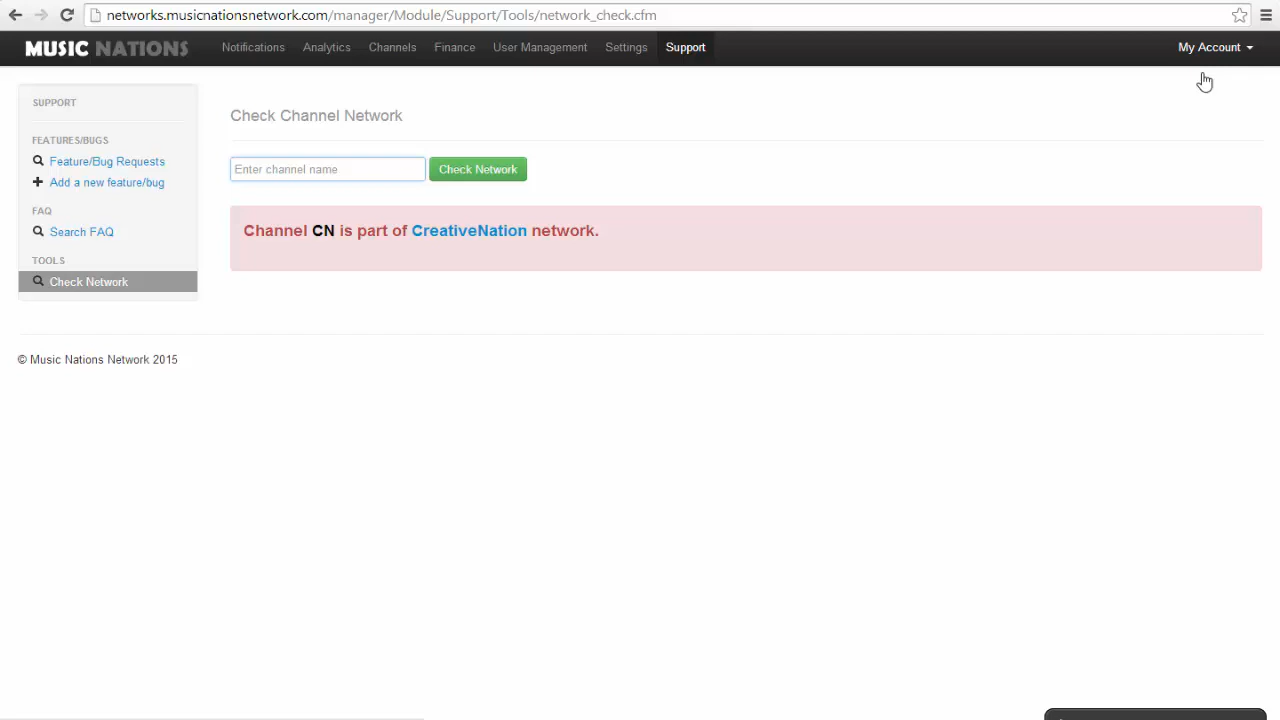 networks.musicnationsnetwork.com/manager/Module/Support/Tools/network_check.cfm
MUSIC NATIONS Notifications Analytics Channels Finance User Management Settings Support My Account
SUPPORT
FEATURES/BUGS
Feature/Bug Requests
Add a new feature/bug
FAQ
Search FAQ
TOOLS
Check Network
Check Channel Network
Enter channel name Check Network
Channel CN is part of CreativeNation network.
© Music Nations Network 2015